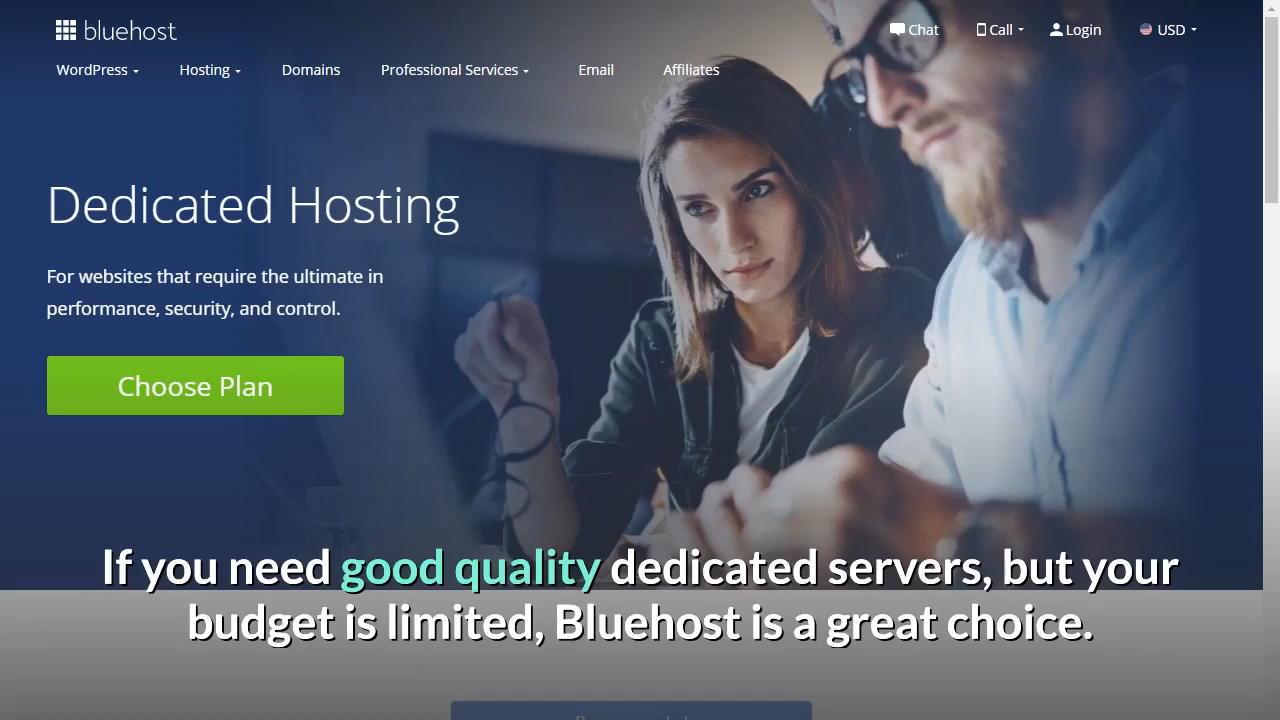 bluehost
Chat
Call
Login
USD
WordPress
Hosting
Domains
Professional Services
Email
Affiliates
Dedicated Hosting
For websites that require the ultimate in
performance, security, and control.
Choose Plan
If you need good quality dedicated servers, but your
budget is limited, Bluehost is a great choice.